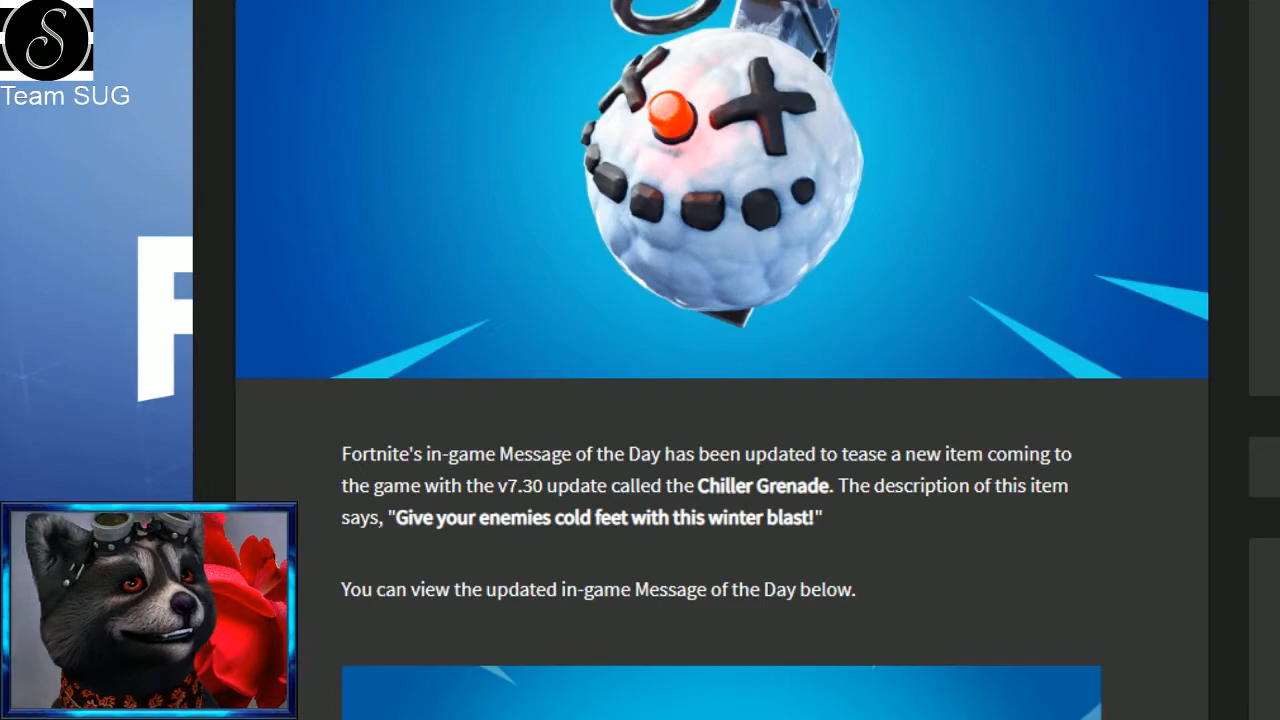 S
Team SUG
F
Fortnite's in-game Message of the Day has been updated to tease a new item coming to
the game with the v7.30 update called the Chiller Grenade. The description of this item
says, "Give your enemies cold feet with this winter blast!"
You can view the updated in-game Message of the Day below.